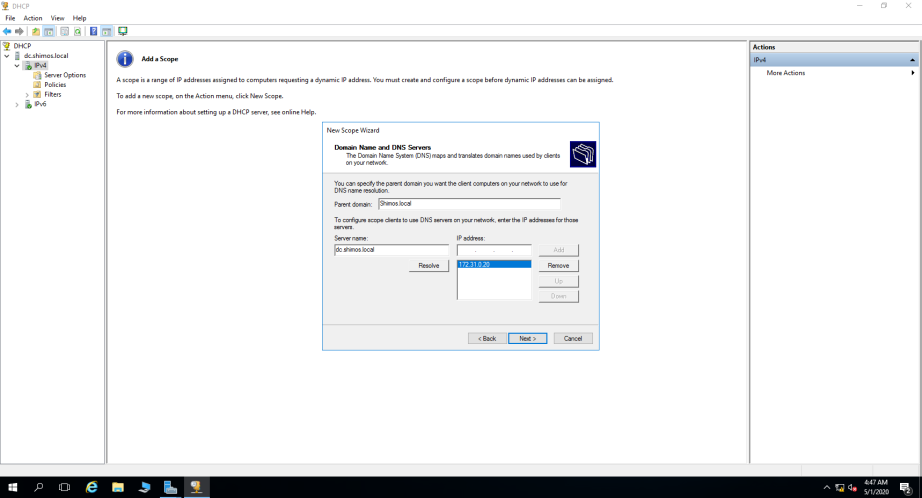 DHCP
File Action View Help
DHCP
dc.shimos.local
IPv4
Server Options
Policies
Filters
IPv6
Add a Scope
A scope is a range of IP addresses assigned to computers requesting a dynamic IP address. You must create and configure a scope before dynamic IP addresses can be assigned.
To add a new scope, on the Action menu, click New Scope.
For more information about setting up a DHCP server, see online Help.
New Scope Wizard
Domain Name and DNS Servers
The Domain Name System (DNS) maps and translates domain names used by clients
on your network.
You can specify the parent domain you want the client computers on your network to use for
DNS name resolution.
Parent domain: Shimos.local
To configure scope clients to use DNS servers on your network, enter the IP addresses for those
servers.
Server name: IP address:
dc.shimos.local . . . Add
Resolve 172.31.0.20 Remove
Up
Down
< Back Next > Cancel
Actions
IPv4
More Actions
4:47 AM
5/1/2020